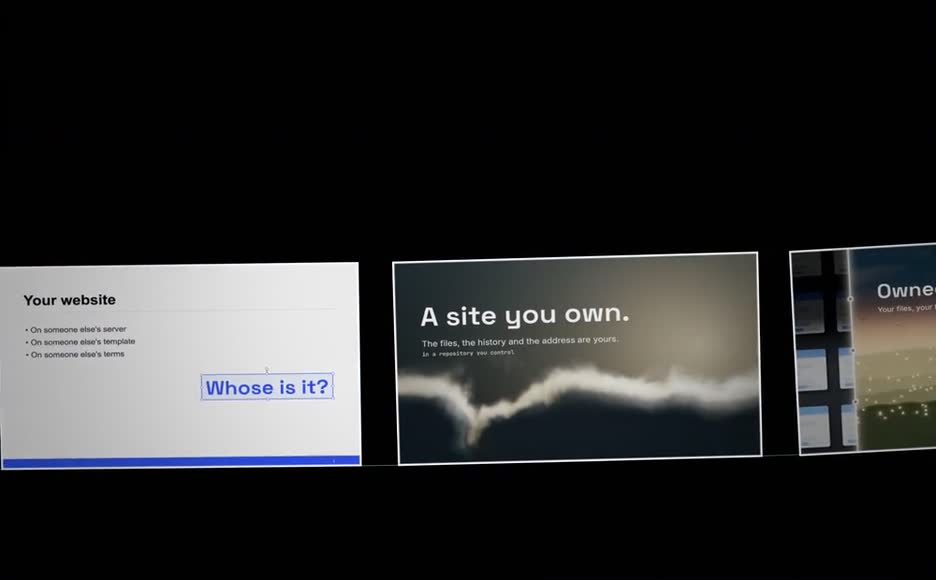 Your website
• On someone else's server
• On someone else's template
• On someone else's terms
Whose is it?
A site you own.
The files, the history and the address are yours.
in a repository you control
Owne
Your files, your